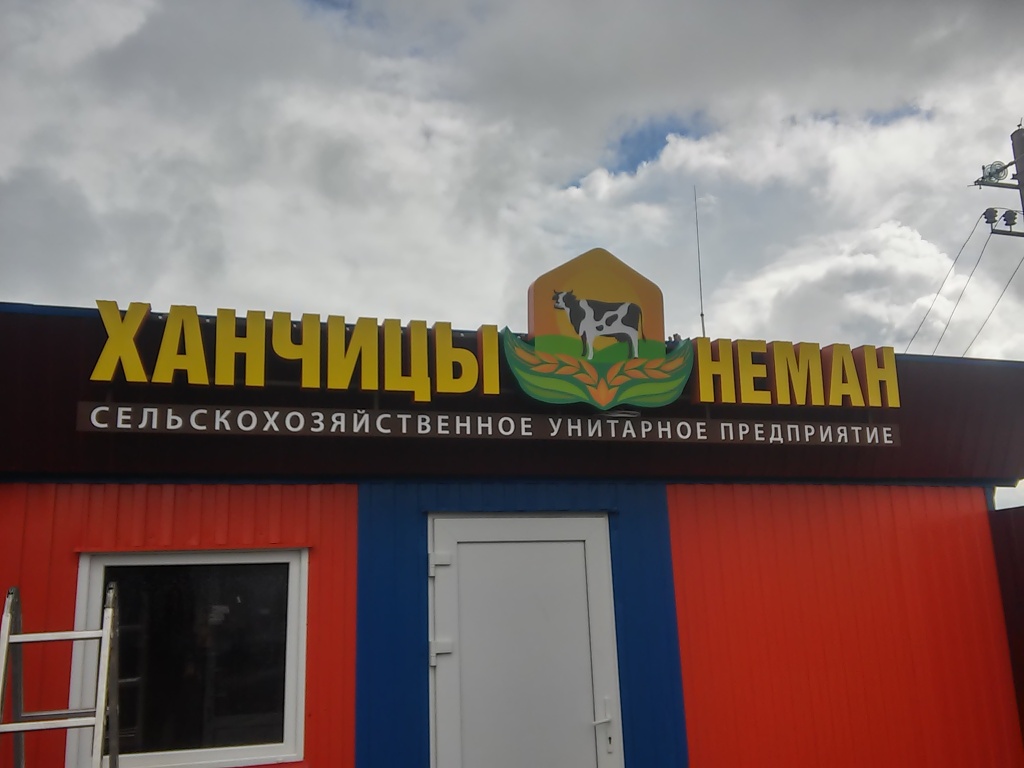 ХАНЧИЦЫ НЕМАН
СЕЛЬСКОХОЗЯЙСТВЕННОЕ УНИТАРНОЕ ПРЕДПРИЯТИЕ